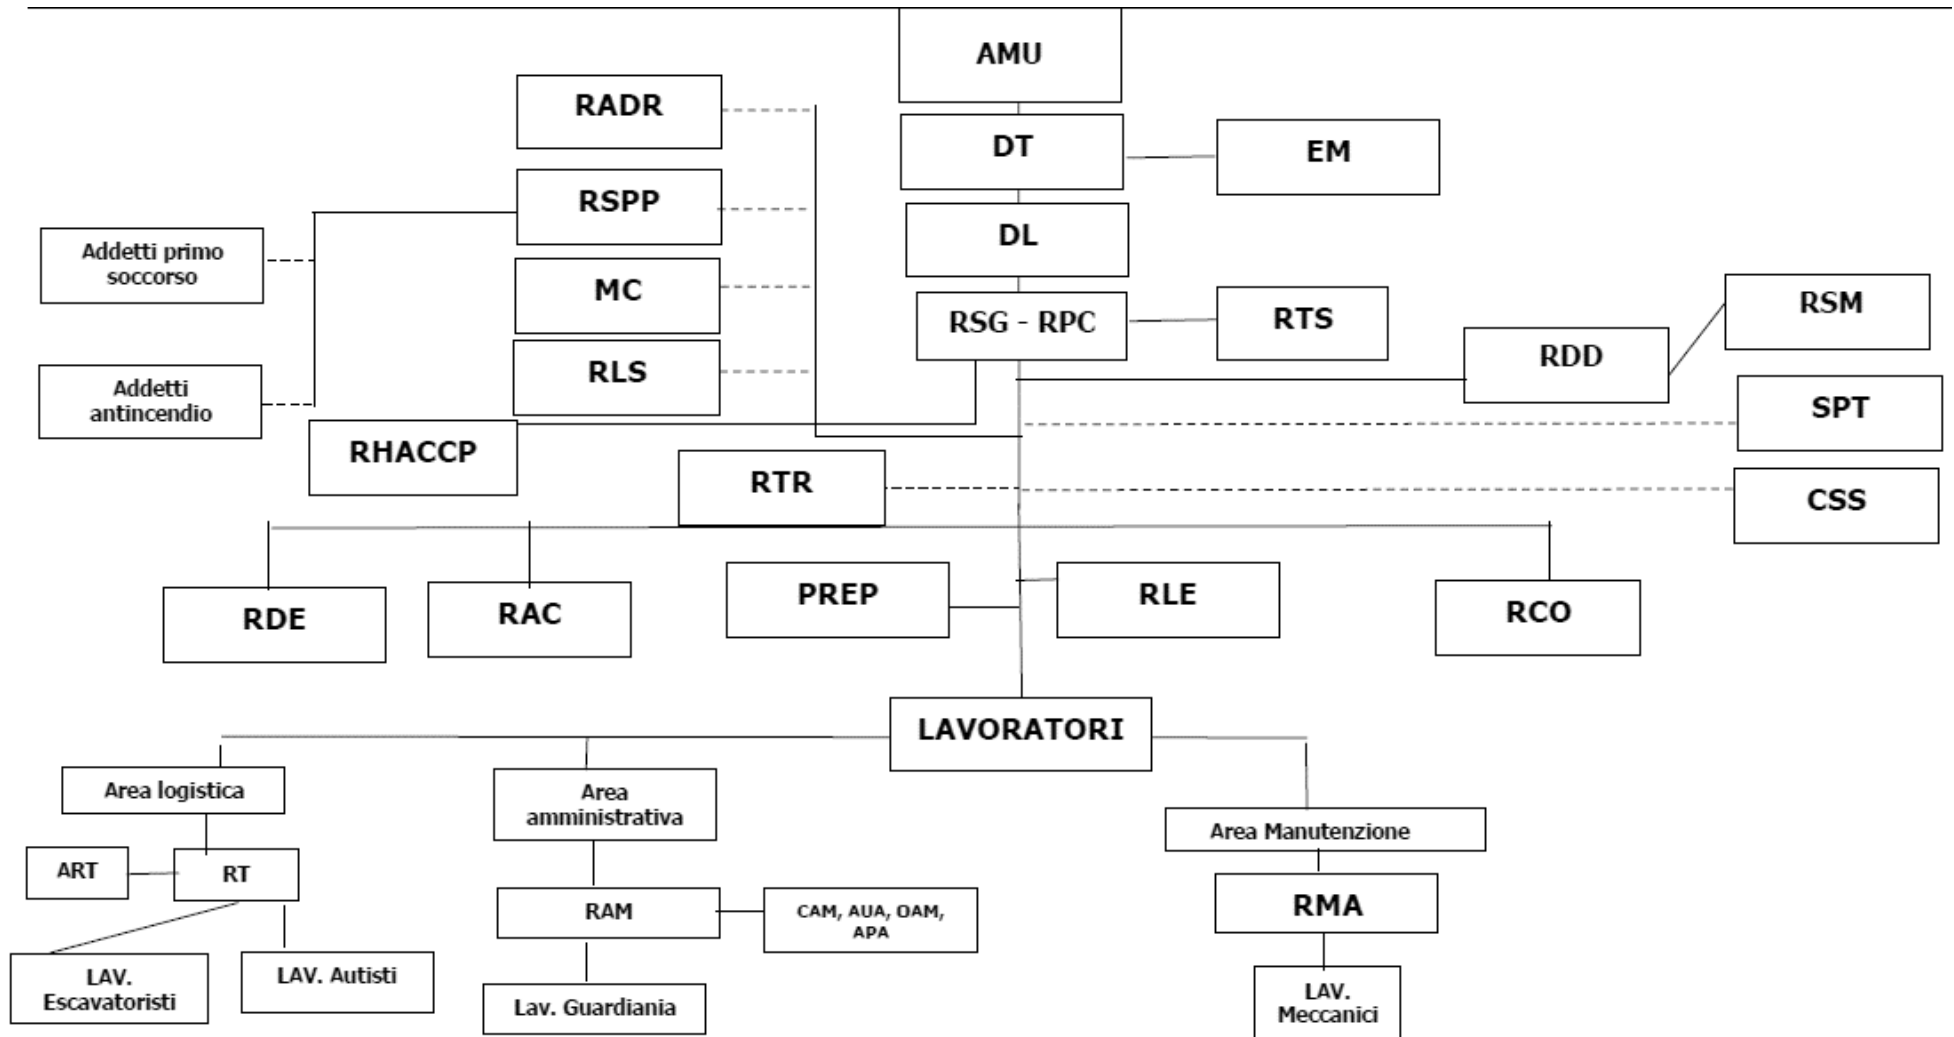 AMU
RADR
DT
EM
RSPP
DL
Addetti primo
soccorso
MC
RSG - RPC
RTS
RSM
RDD
RLS
Addetti
antincendio
SPT
RHACCP
RTR
CSS
RDE
RAC
PREP
RLE
RCO
LAVORATORI
Area logistica
Area
amministrativa
Area Manutenzione
ART
RT
RAM
CAM, AUA, OAM,
APA
RMA
LAV.
Escavatoristi
LAV. Autisti
Lav. Guardiania
LAV.
Meccanici